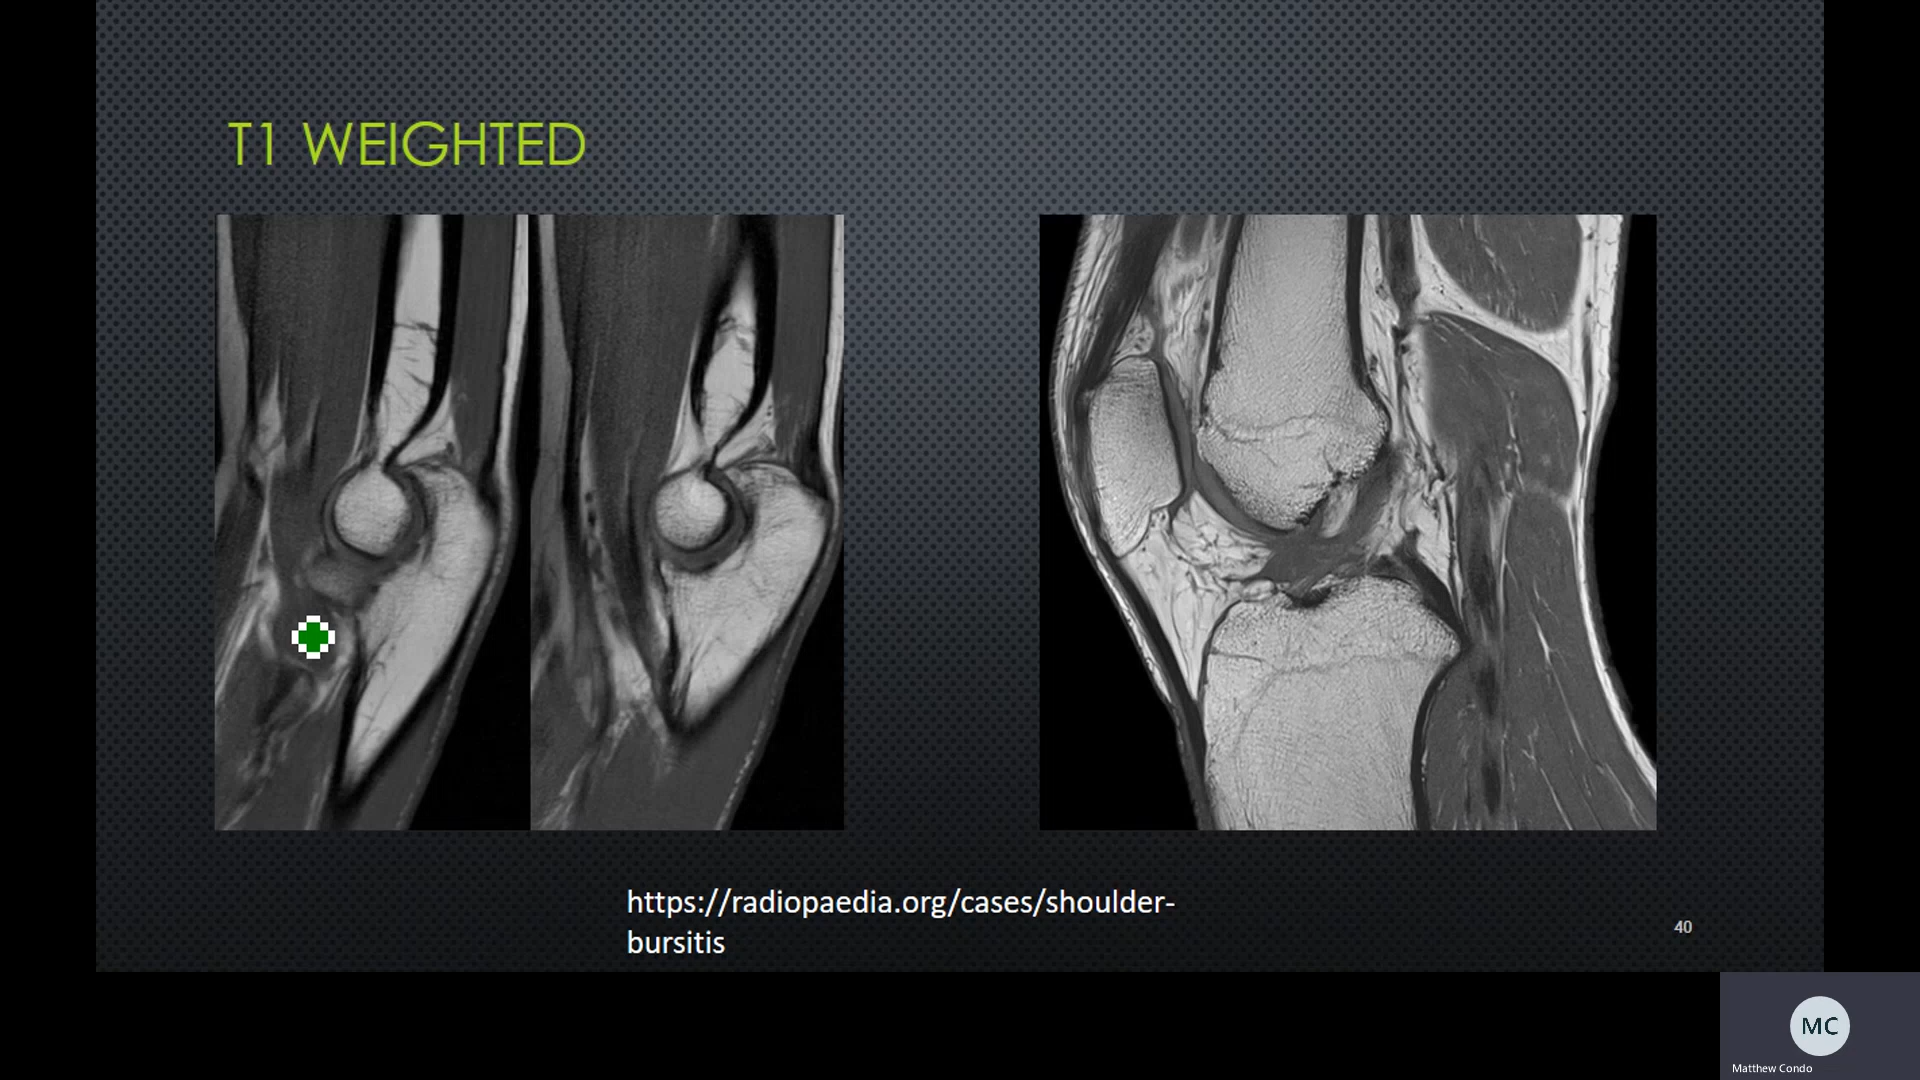 T1 WEIGHTED
https://radiopaedia.org/cases/shoulder-
bursitis
40
MC
Matthew Condo